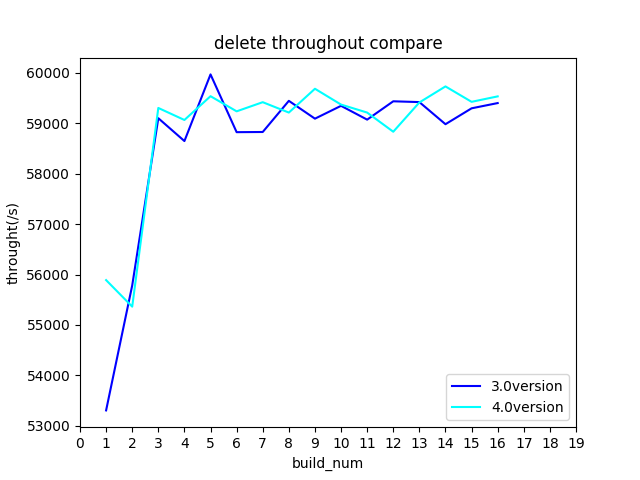 delete throughout compare
throught(/s)
60000
59000
58000
57000
56000
55000
54000
53000
0 1 2 3 4 5 6 7 8 9 10 11 12 13 14 15 16 17 18 19
build_num
3.0version
4.0version